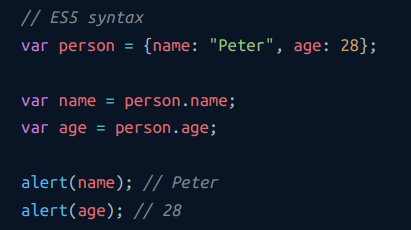 // ES5 syntax
var person = {name: "Peter", age: 28};
var name = person.name;
var age = person.age;
alert(name); // Peter
alert(age); // 28